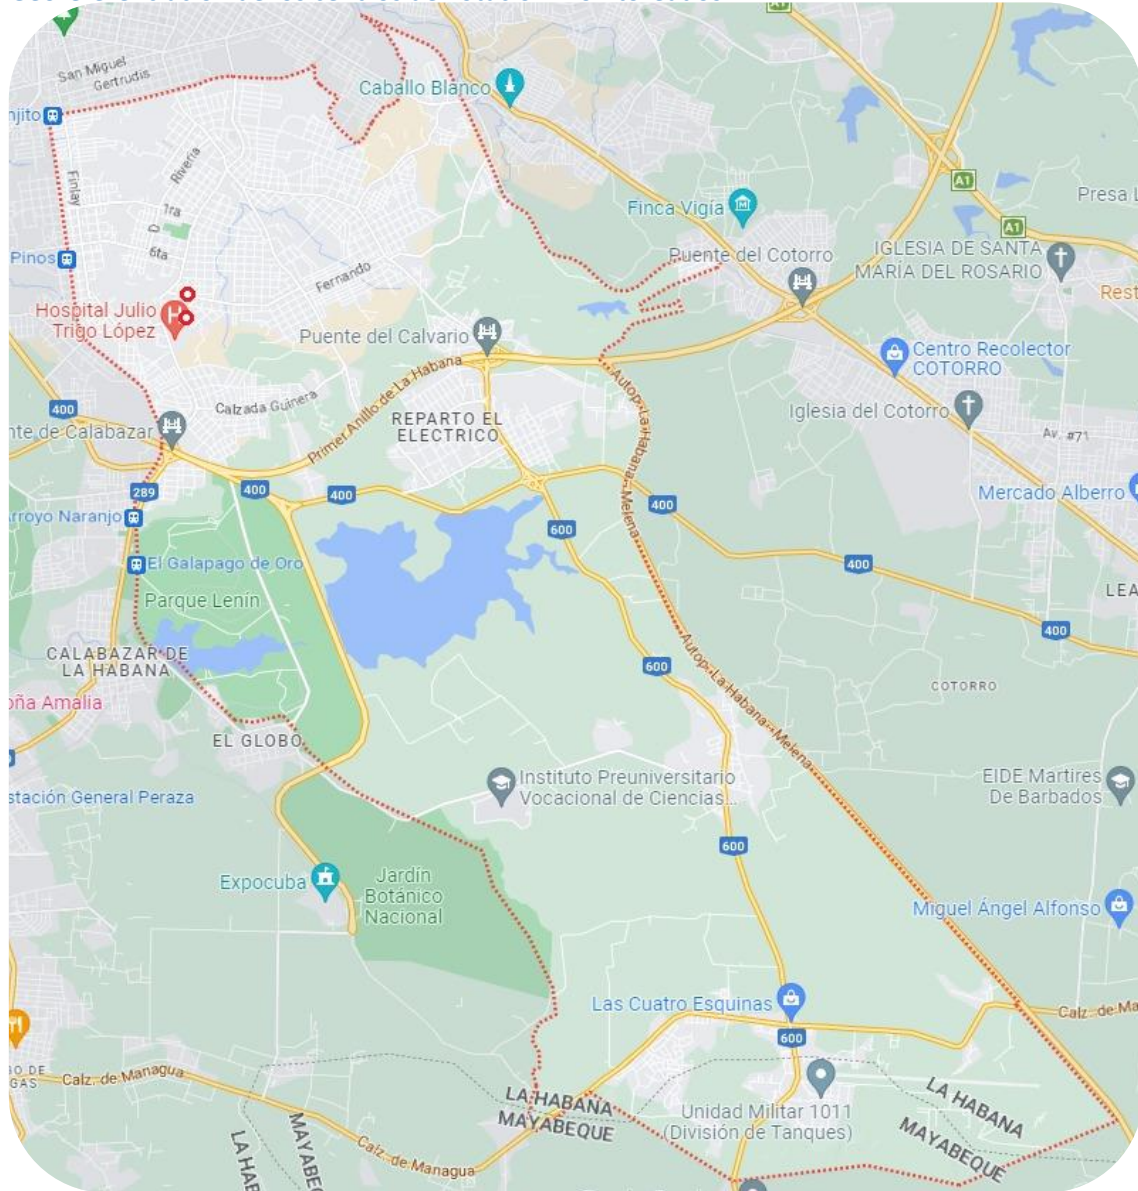 San Miguel
Gertrudis
Caballo Blanco
A1
njito
Finlay
Riveria
1ra
D
6ta
Pinos
Fernando
Finca Vigía
A1
A1
Presa L
Puente del Cotorro
IGLESIA DE SANTA
MARÍA DEL ROSARIO
Rest
Hospital Julio
Trigo López
H
Puente del Calvario
Primer Anillo de La Habana
Centro Recolector
COTORRO
400
nte de Calabazar
Calzada Guinera
REPARTO EL
ELECTRICO
Autop. La Habana - Melena
Iglesia del Cotorro
Av. #71
289
400
400
400
Mercado Alberro
Arroyo Naranjo
600
El Galapago de Oro
400
Parque Lenín
LEA
400
CALABAZAR DE
LA HABANA
600
Autop. La Habana - Melena
COTORRO
oña Amalia
EL GLOBO
Instituto Preuniversitario
Vocacional de Ciencias...
EIDE Martires
De Barbados
stación General Peraza
600
Expocuba
Jardín
Botánico
Nacional
Miguel Ángel Alfonso
Las Cuatro Esquinas
600
Calz. de Ma
GO DE
GAS
Calz. de Managua
LA HABANA
MAYABEQUE
Unidad Militar 1011
(División de Tanques)
LA HABANA
MAYABEQUE
LA HAB
MAYABEQ
Calz. de Managua